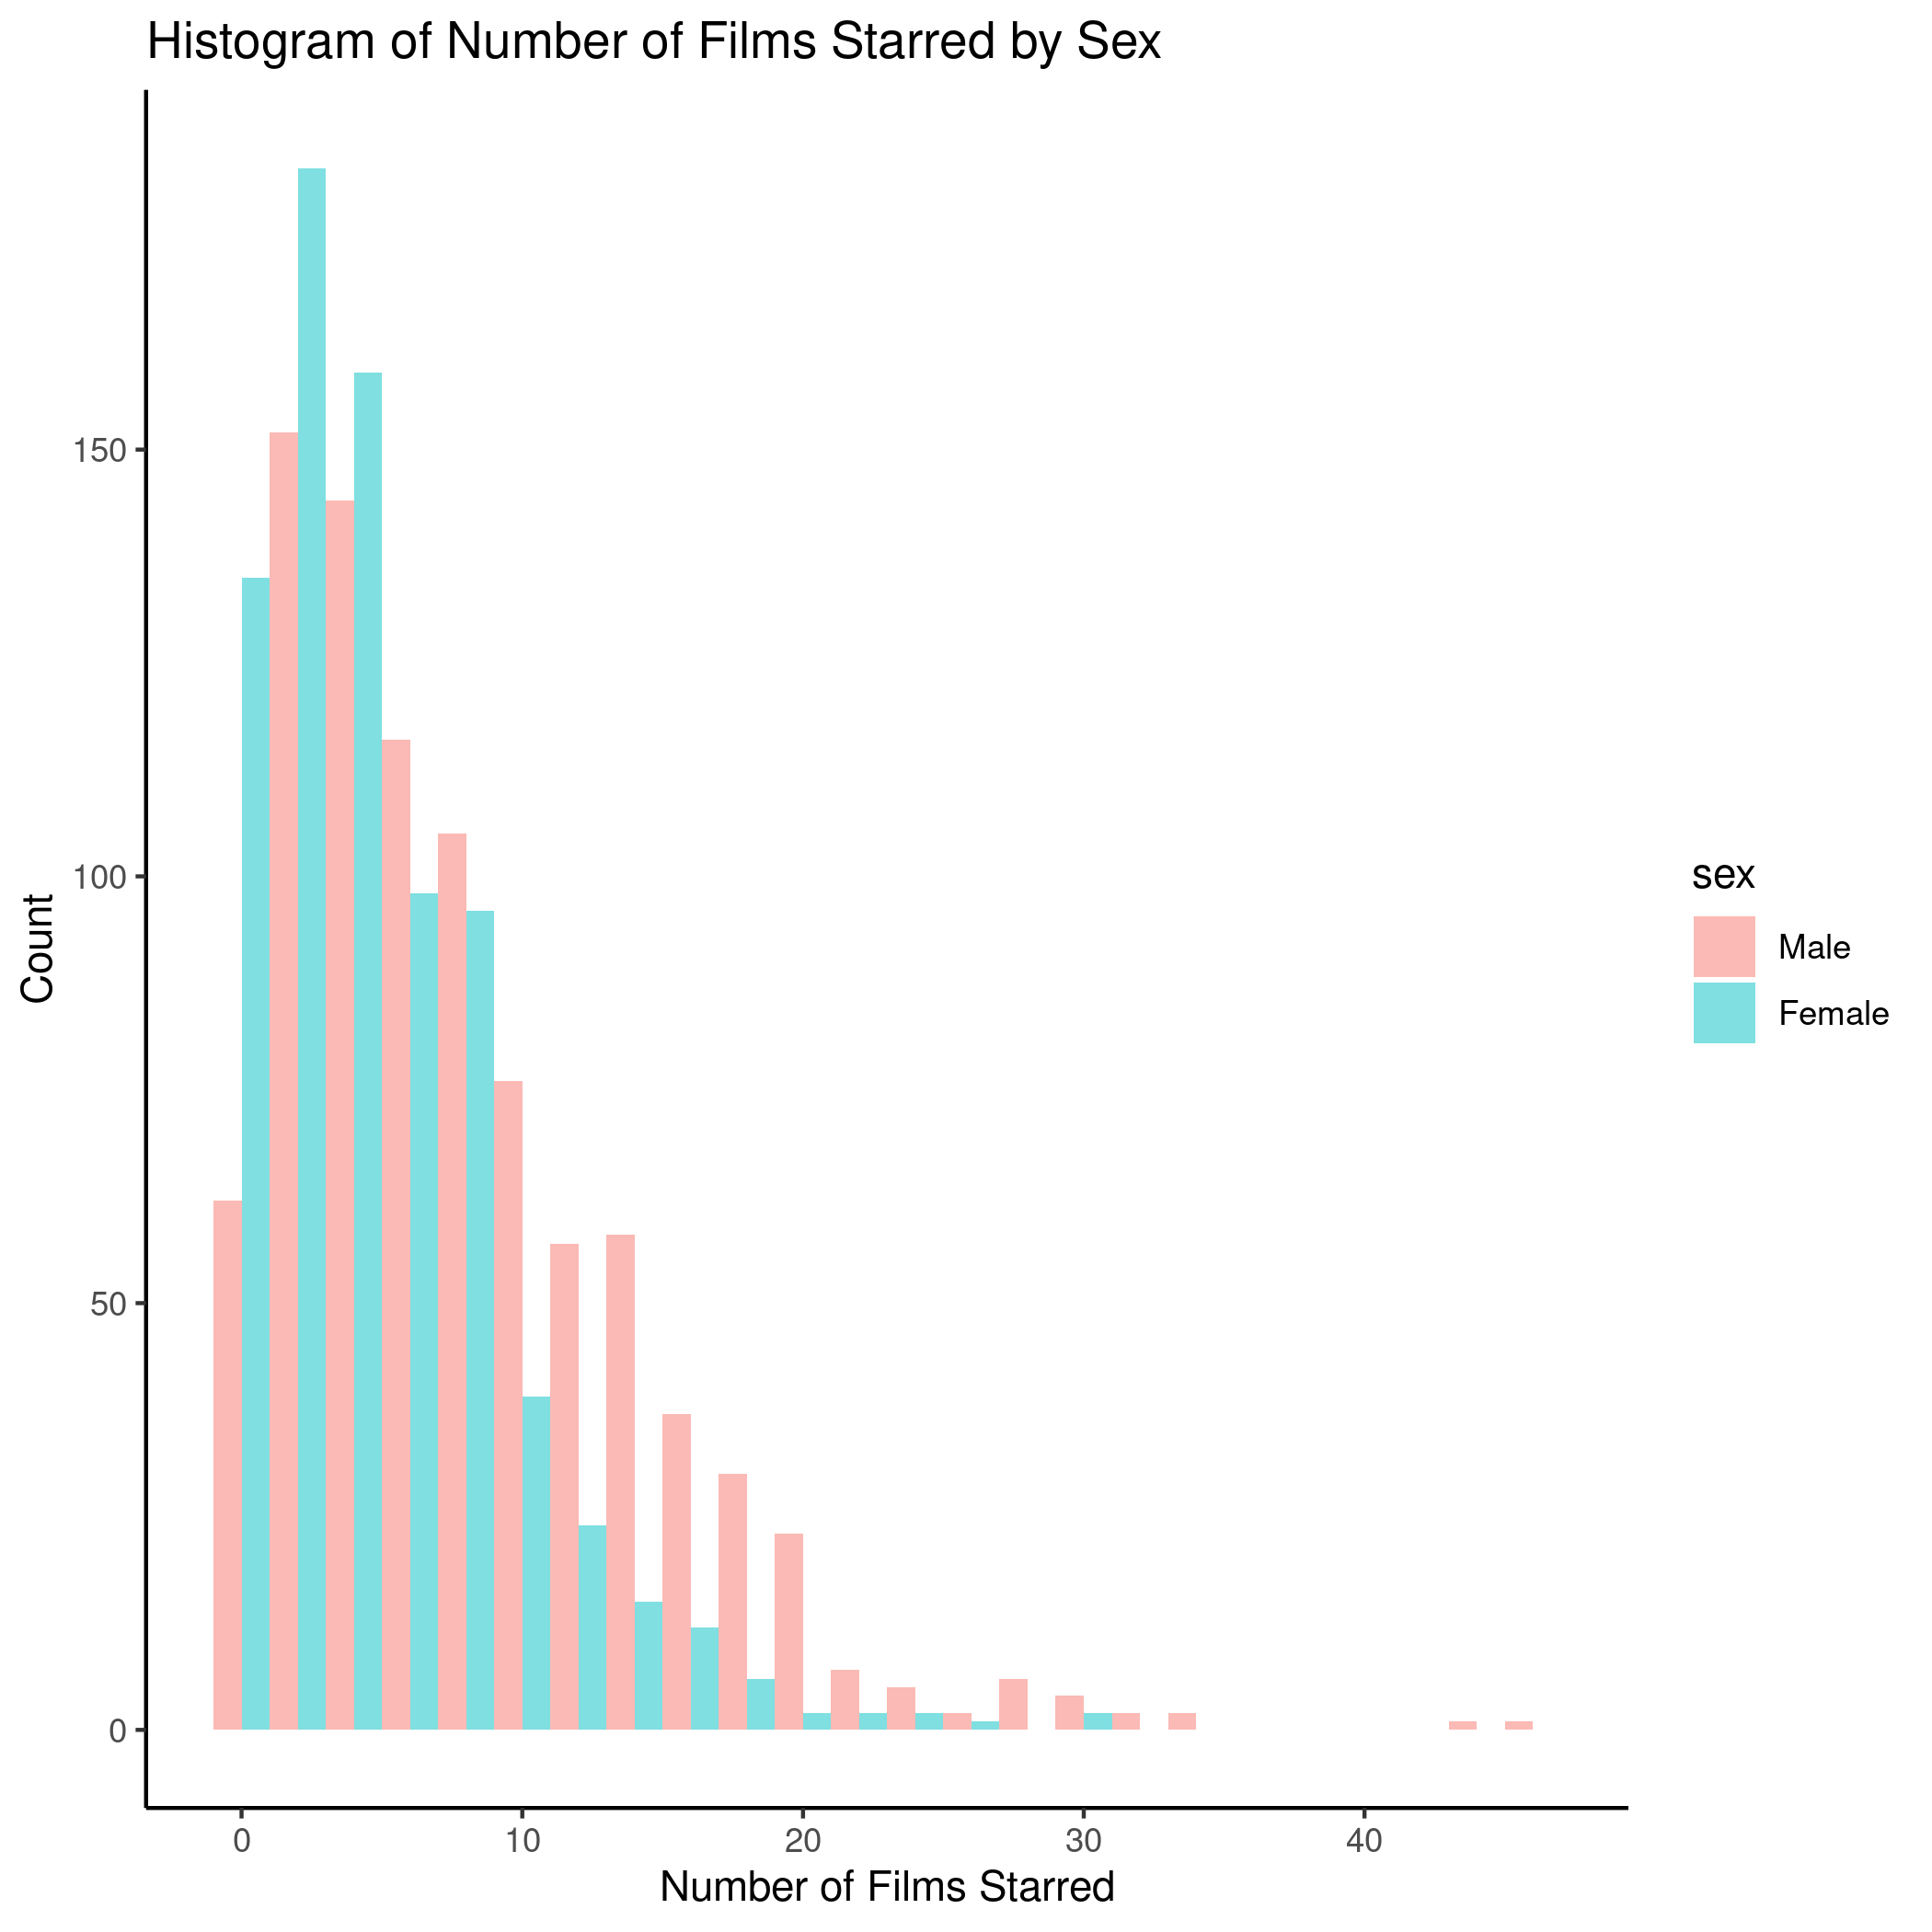 Histogram of Number of Films Starred by Sex
Count
150
100
50
0
0 10 20 30 40
Number of Films Starred
sex
Male
Female